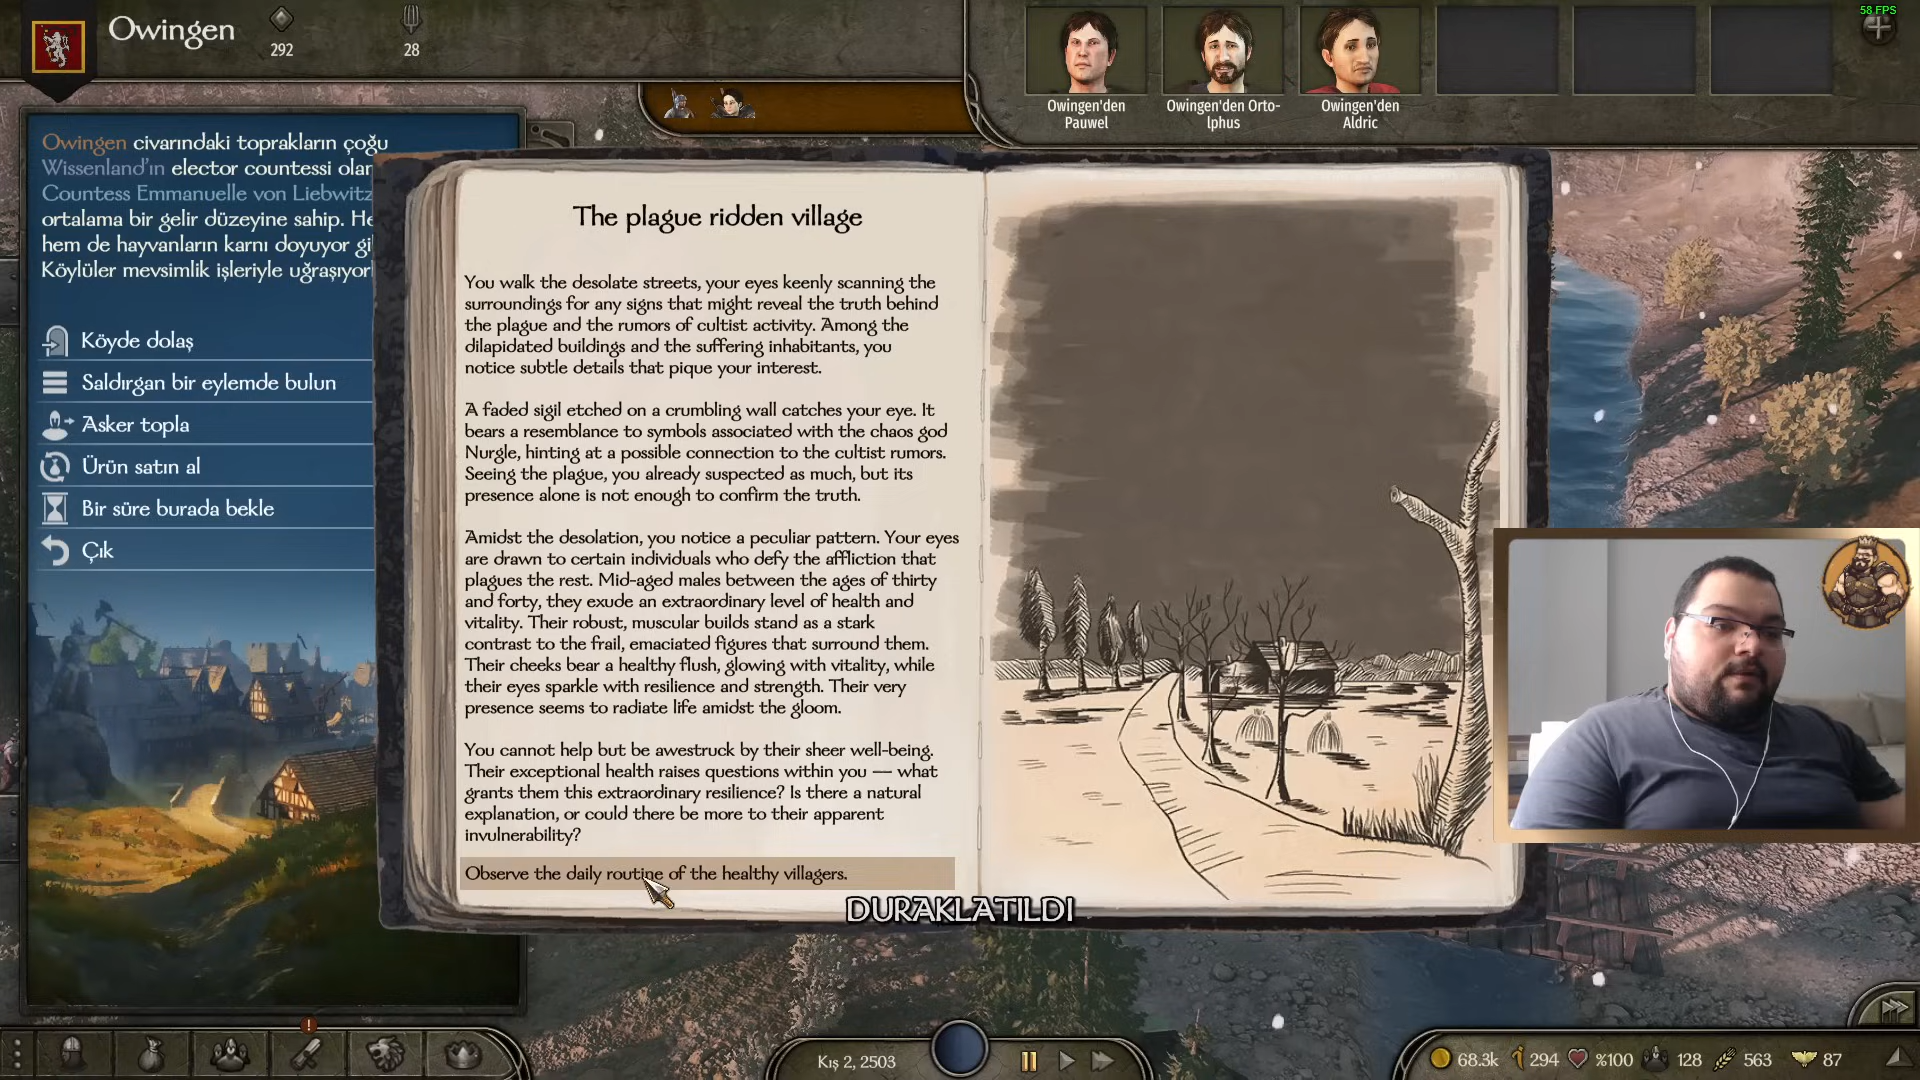 58 FPS
Owingen
292
28
Owingen'den
Pauwel
Owingen'den Orto-
lphus
Owingen'den
Aldric
Owingen civarındaki toprakların çoğu
Wissenland'ın elector countessi olan
Countess Emmanuelle von Liebwitz
ortalama bir gelir düzeyine sahip. He
hem de hayvanların karnı doyuyor gi
Köylüler mevsimlik işleriyle uğraşıyor
Köyde dolaş
Saldırgan bir eylemde bulun
Asker topla
Ürün satın al
Bir süre burada bekle
Çık
The plague ridden village
You walk the desolate streets, your eyes keenly scanning the
surroundings for any signs that might reveal the truth behind
the plague and the rumors of cultist activity. Among the
dilapidated buildings and the suffering inhabitants, you
notice subtle details that pique your interest.
A faded sigil etched on a crumbling wall catches your eye. It
bears a resemblance to symbols associated with the chaos god
Nurgle, hinting at a possible connection to the cultist rumors.
Seeing the plague, you already suspected as much, but its
presence alone is not enough to confirm the truth.
Amidst the desolation, you notice a peculiar pattern. Your eyes
are drawn to certain individuals who defy the affliction that
plagues the rest. Mid-aged males between the ages of thirty
and forty, they exude an extraordinary level of health and
vitality. Their robust, muscular builds stand as a stark
contrast to the frail, emaciated figures that surround them.
Their cheeks bear a healthy flush, glowing with vitality, while
their eyes sparkle with resilience and strength. Their very
presence seems to radiate life amidst the gloom.
You cannot help but be awestruck by their sheer well-being.
Their exceptional health raises questions within you — what
grants them this extraordinary resilience? Is there a natural
explanation, or could there be more to their apparent
invulnerability?
Observe the daily routine of the healthy villagers.
DURAKLATILDI
Kış 2, 2503
68.3k
294
%100
128
563
87